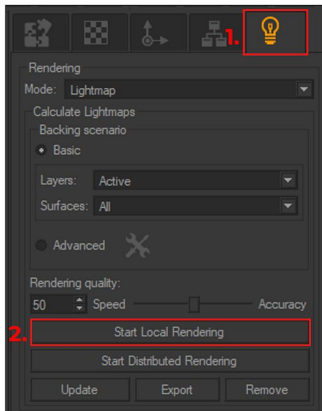 1.
Rendering
Mode: Lightmap
Calculate Lightmaps
Backing scenario
Basic
Layers: Active
Surfaces: All
Advanced
Rendering quality:
50 Speed Accuracy
2. Start Local Rendering
Start Distributed Rendering
Update Export Remove